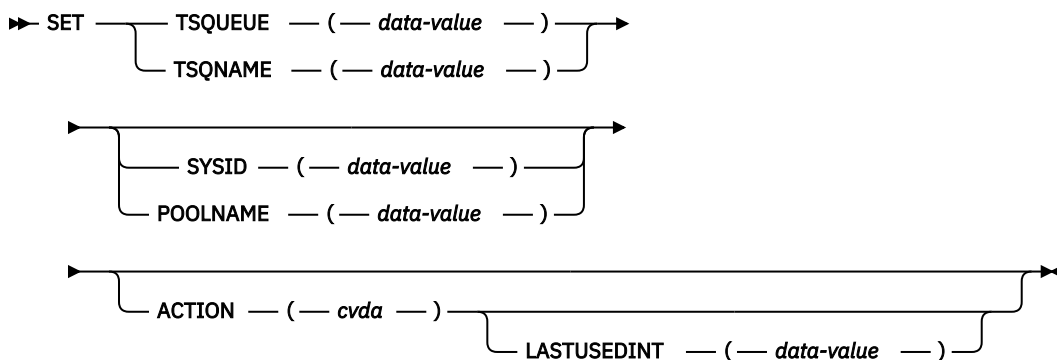 SET TSQUEUE ( data-value )
TSQNAME ( data-value )
SYSID ( data-value )
POOLNAME ( data-value )
ACTION ( cvda )
LASTUSEDINT ( data-value )